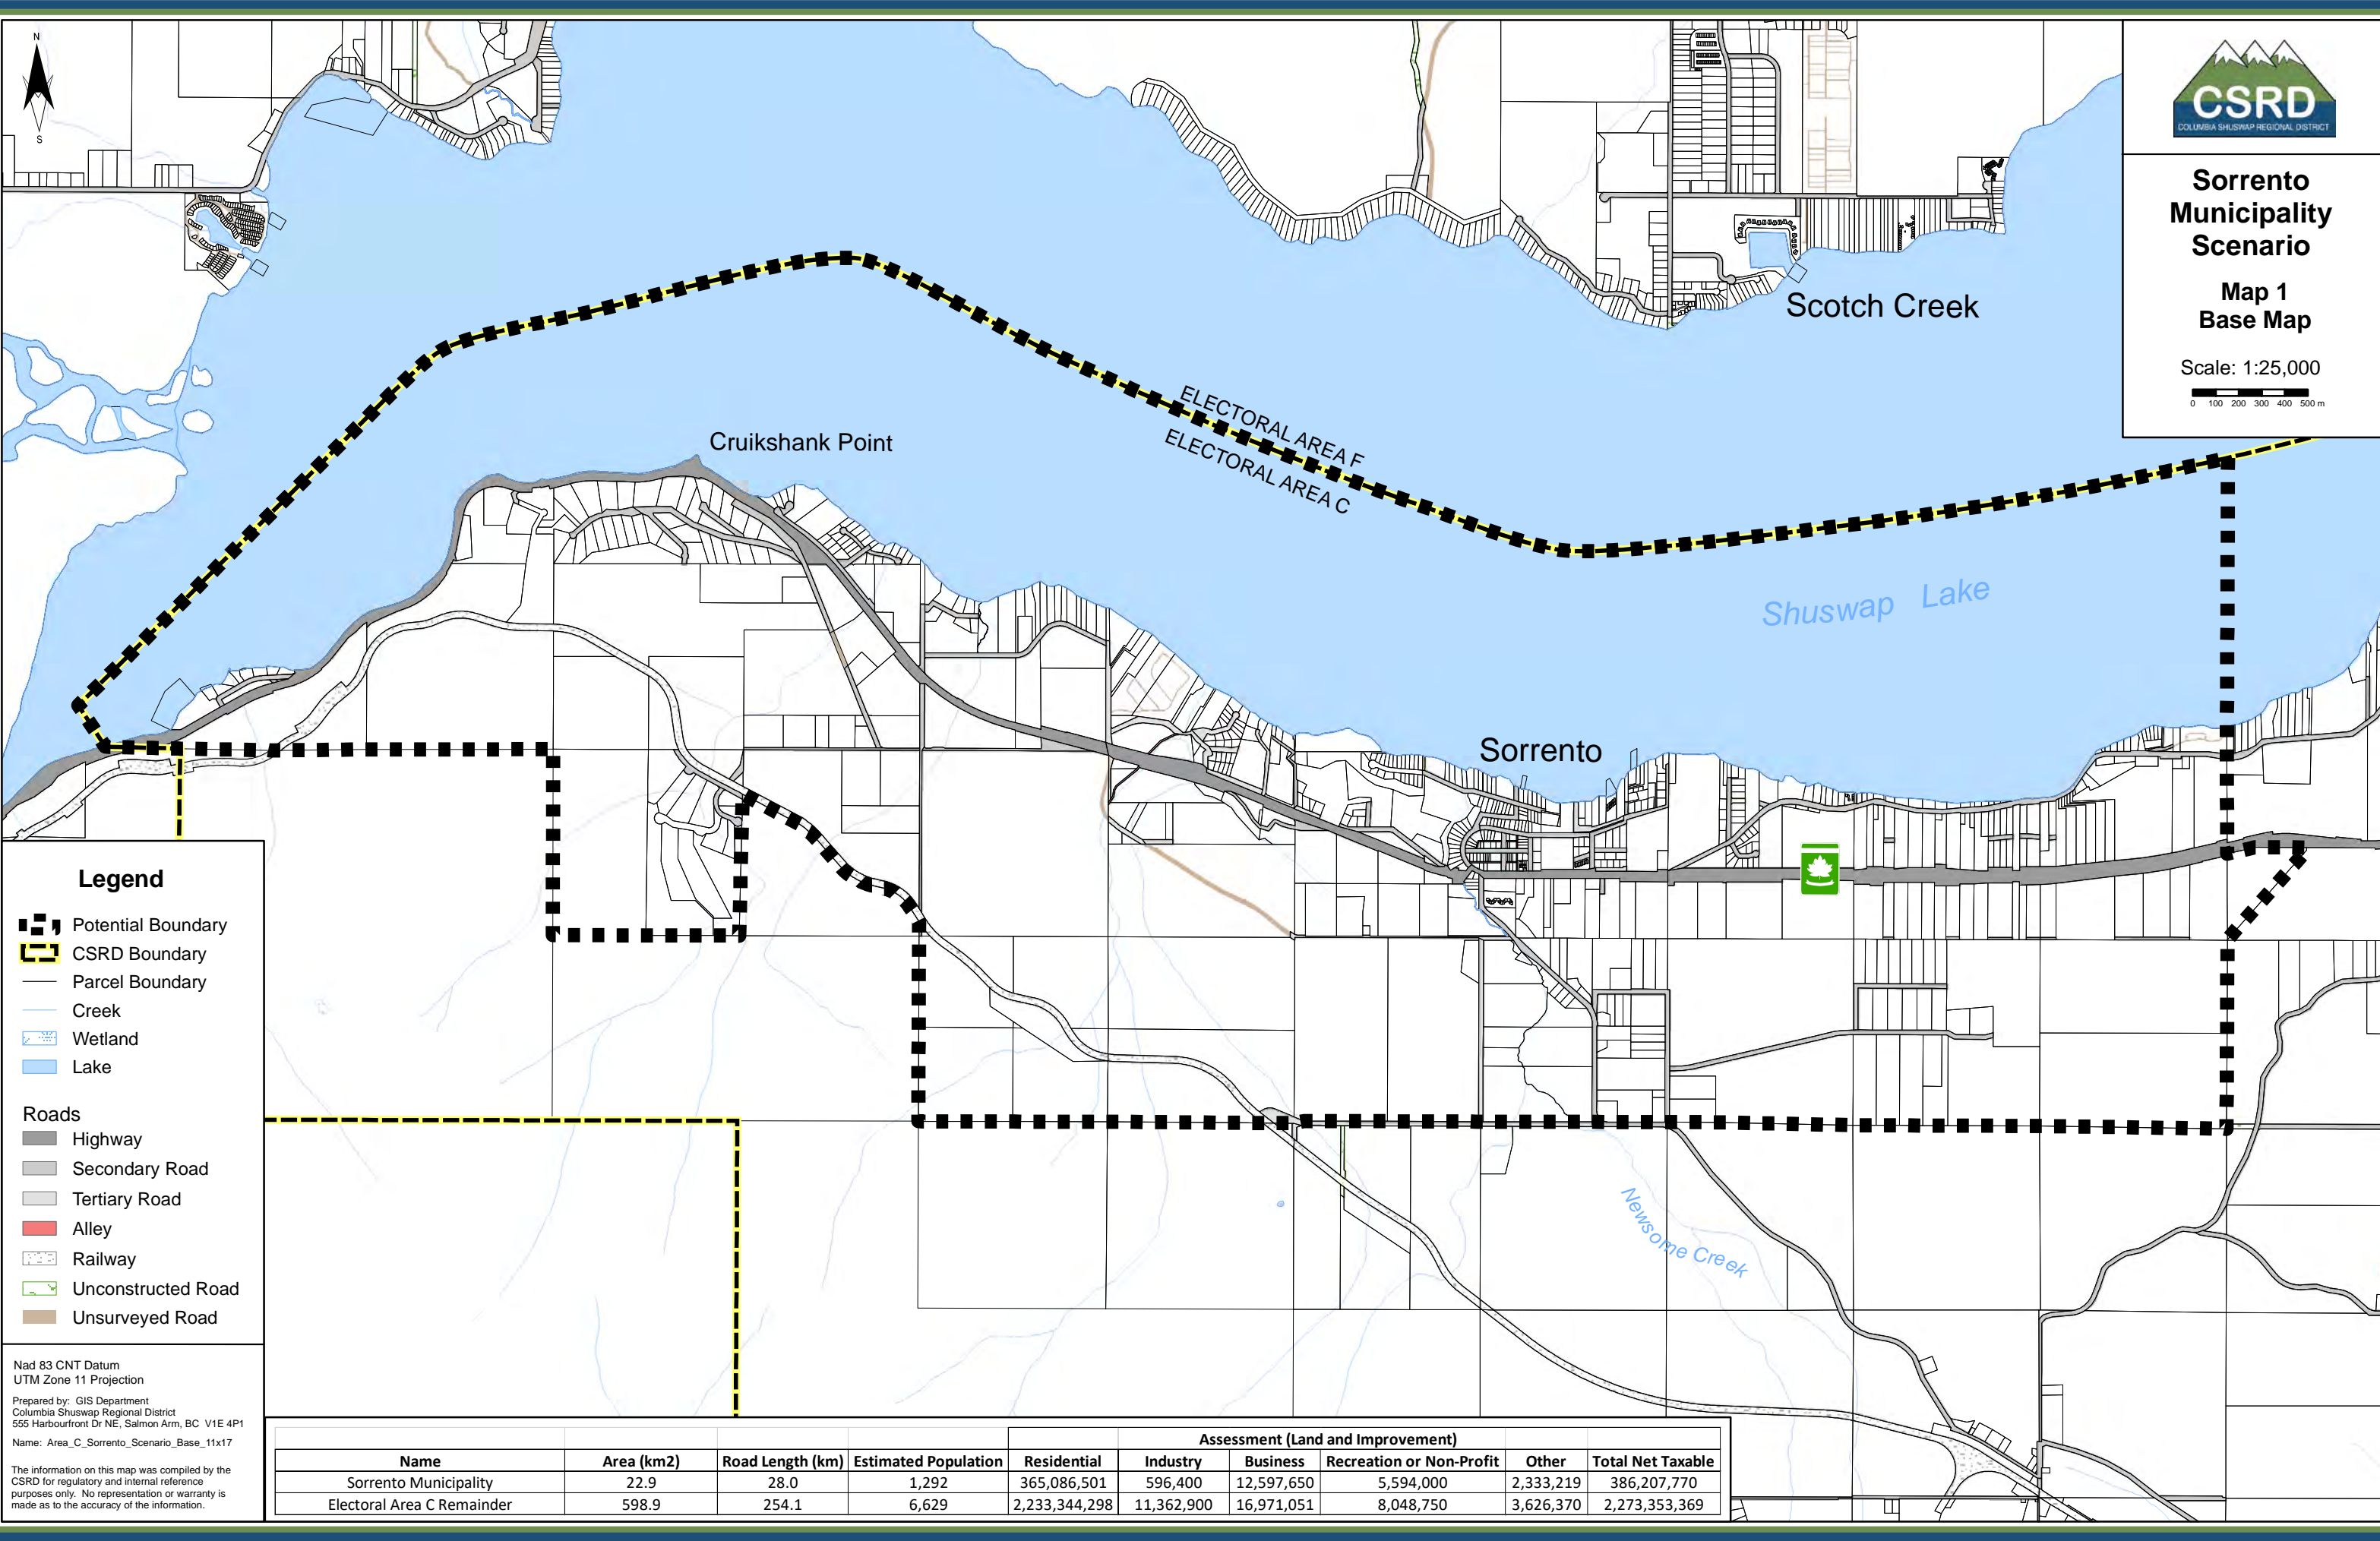 N
S
CSRD
COLUMBIA SHUSWAP REGIONAL DISTRICT
Sorrento
Municipality
Scenario
Map 1
Base Map
Scale: 1:25,000
0 100 200 300 400 500 m
Scotch Creek
ELECTORAL AREA F
ELECTORAL AREA C
Cruikshank Point
Shuswap Lake
Sorrento
Newsome Creek
Legend
Potential Boundary
CSRD Boundary
Parcel Boundary
Creek
Wetland
Lake
Roads
Highway
Secondary Road
Tertiary Road
Alley
Railway
Unconstructed Road
Unsurveyed Road
Nad 83 CNT Datum
UTM Zone 11 Projection
Prepared by: GIS Department
Columbia Shuswap Regional District
555 Harbourfront Dr NE, Salmon Arm, BC V1E 4P1
Name: Area_C_Sorrento_Scenario_Base_11x17
The information on this map was compiled by the
CSRD for regulatory and internal reference
purposes only. No representation or warranty is
made as to the accuracy of the information.
Assessment (Land and Improvement)
Name Area (km2) Road Length (km) Estimated Population Residential Industry Business Recreation or Non-Profit Other Total Net Taxable
Sorrento Municipality 22.9 28.0 1,292 365,086,501 596,400 12,597,650 5,594,000 2,333,219 386,207,770
Electoral Area C Remainder 598.9 254.1 6,629 2,233,344,298 11,362,900 16,971,051 8,048,750 3,626,370 2,273,353,369